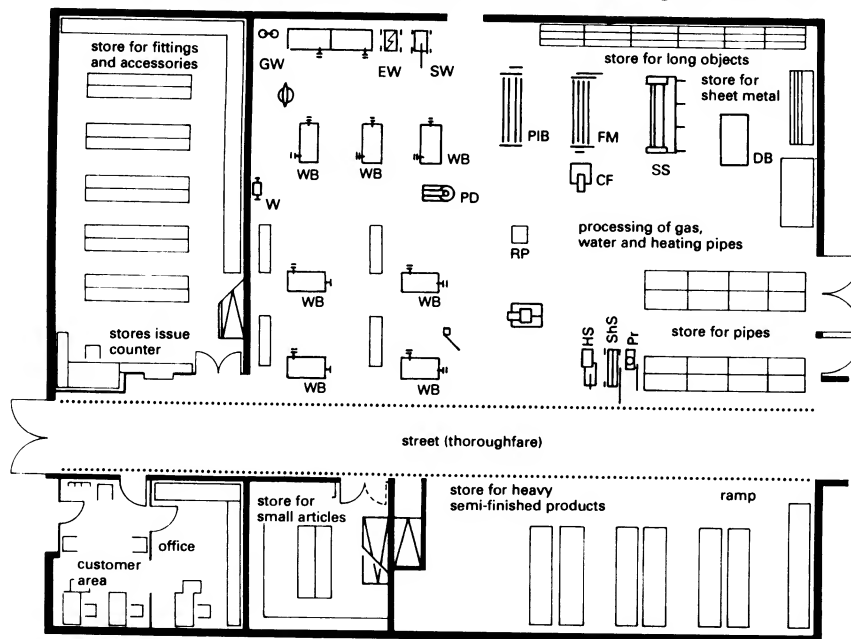 store for fittings
and accessories
GW
EW
SW
store for long objects
store for
sheet metal
PIB
FM
SS
DB
WB
WB
WB
CF
W
PD
RP
processing of gas,
water and heating pipes
WB
WB
stores issue
counter
HS
ShS
Pr
store for pipes
WB
WB
street (thoroughfare)
store for
small articles
store for heavy
semi-finished products
ramp
office
customer
area